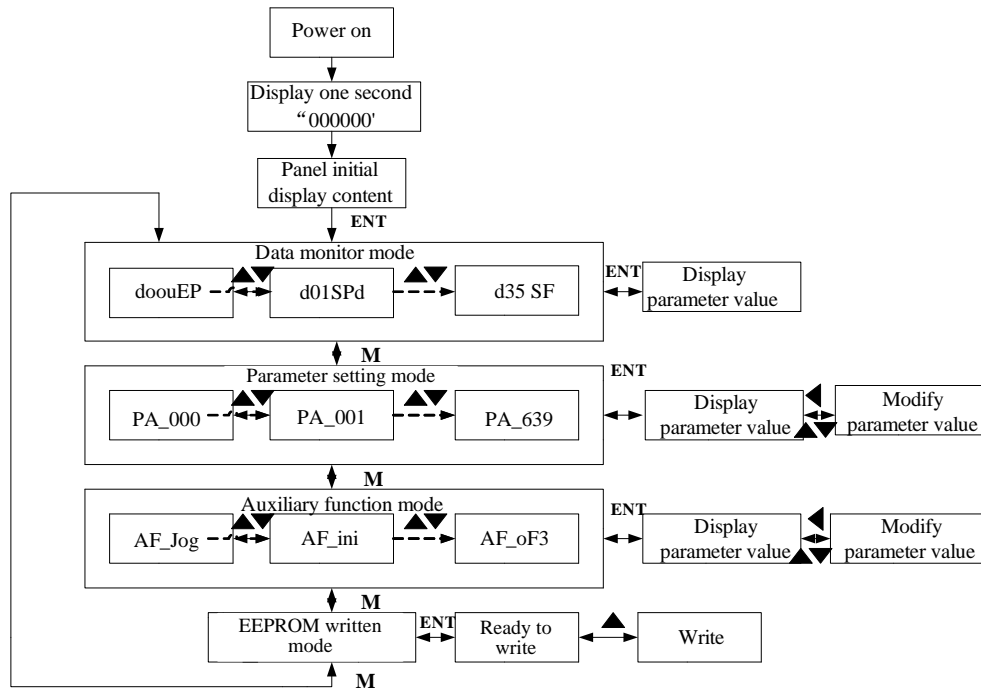 Power on
Display one second
“000000'
Panel initial
display content
ENT
Data monitor mode
doouEP
d01SPd
d35 SF
ENT
Display
parameter value
M
Parameter setting mode
PA_000
PA_001
PA_639
ENT
Display
parameter value
Modify
parameter value
M
Auxiliary function mode
AF_Jog
AF_ini
AF_oF3
ENT
Display
parameter value
Modify
parameter value
M
EEPROM written
mode
ENT
Ready to
write
Write
M